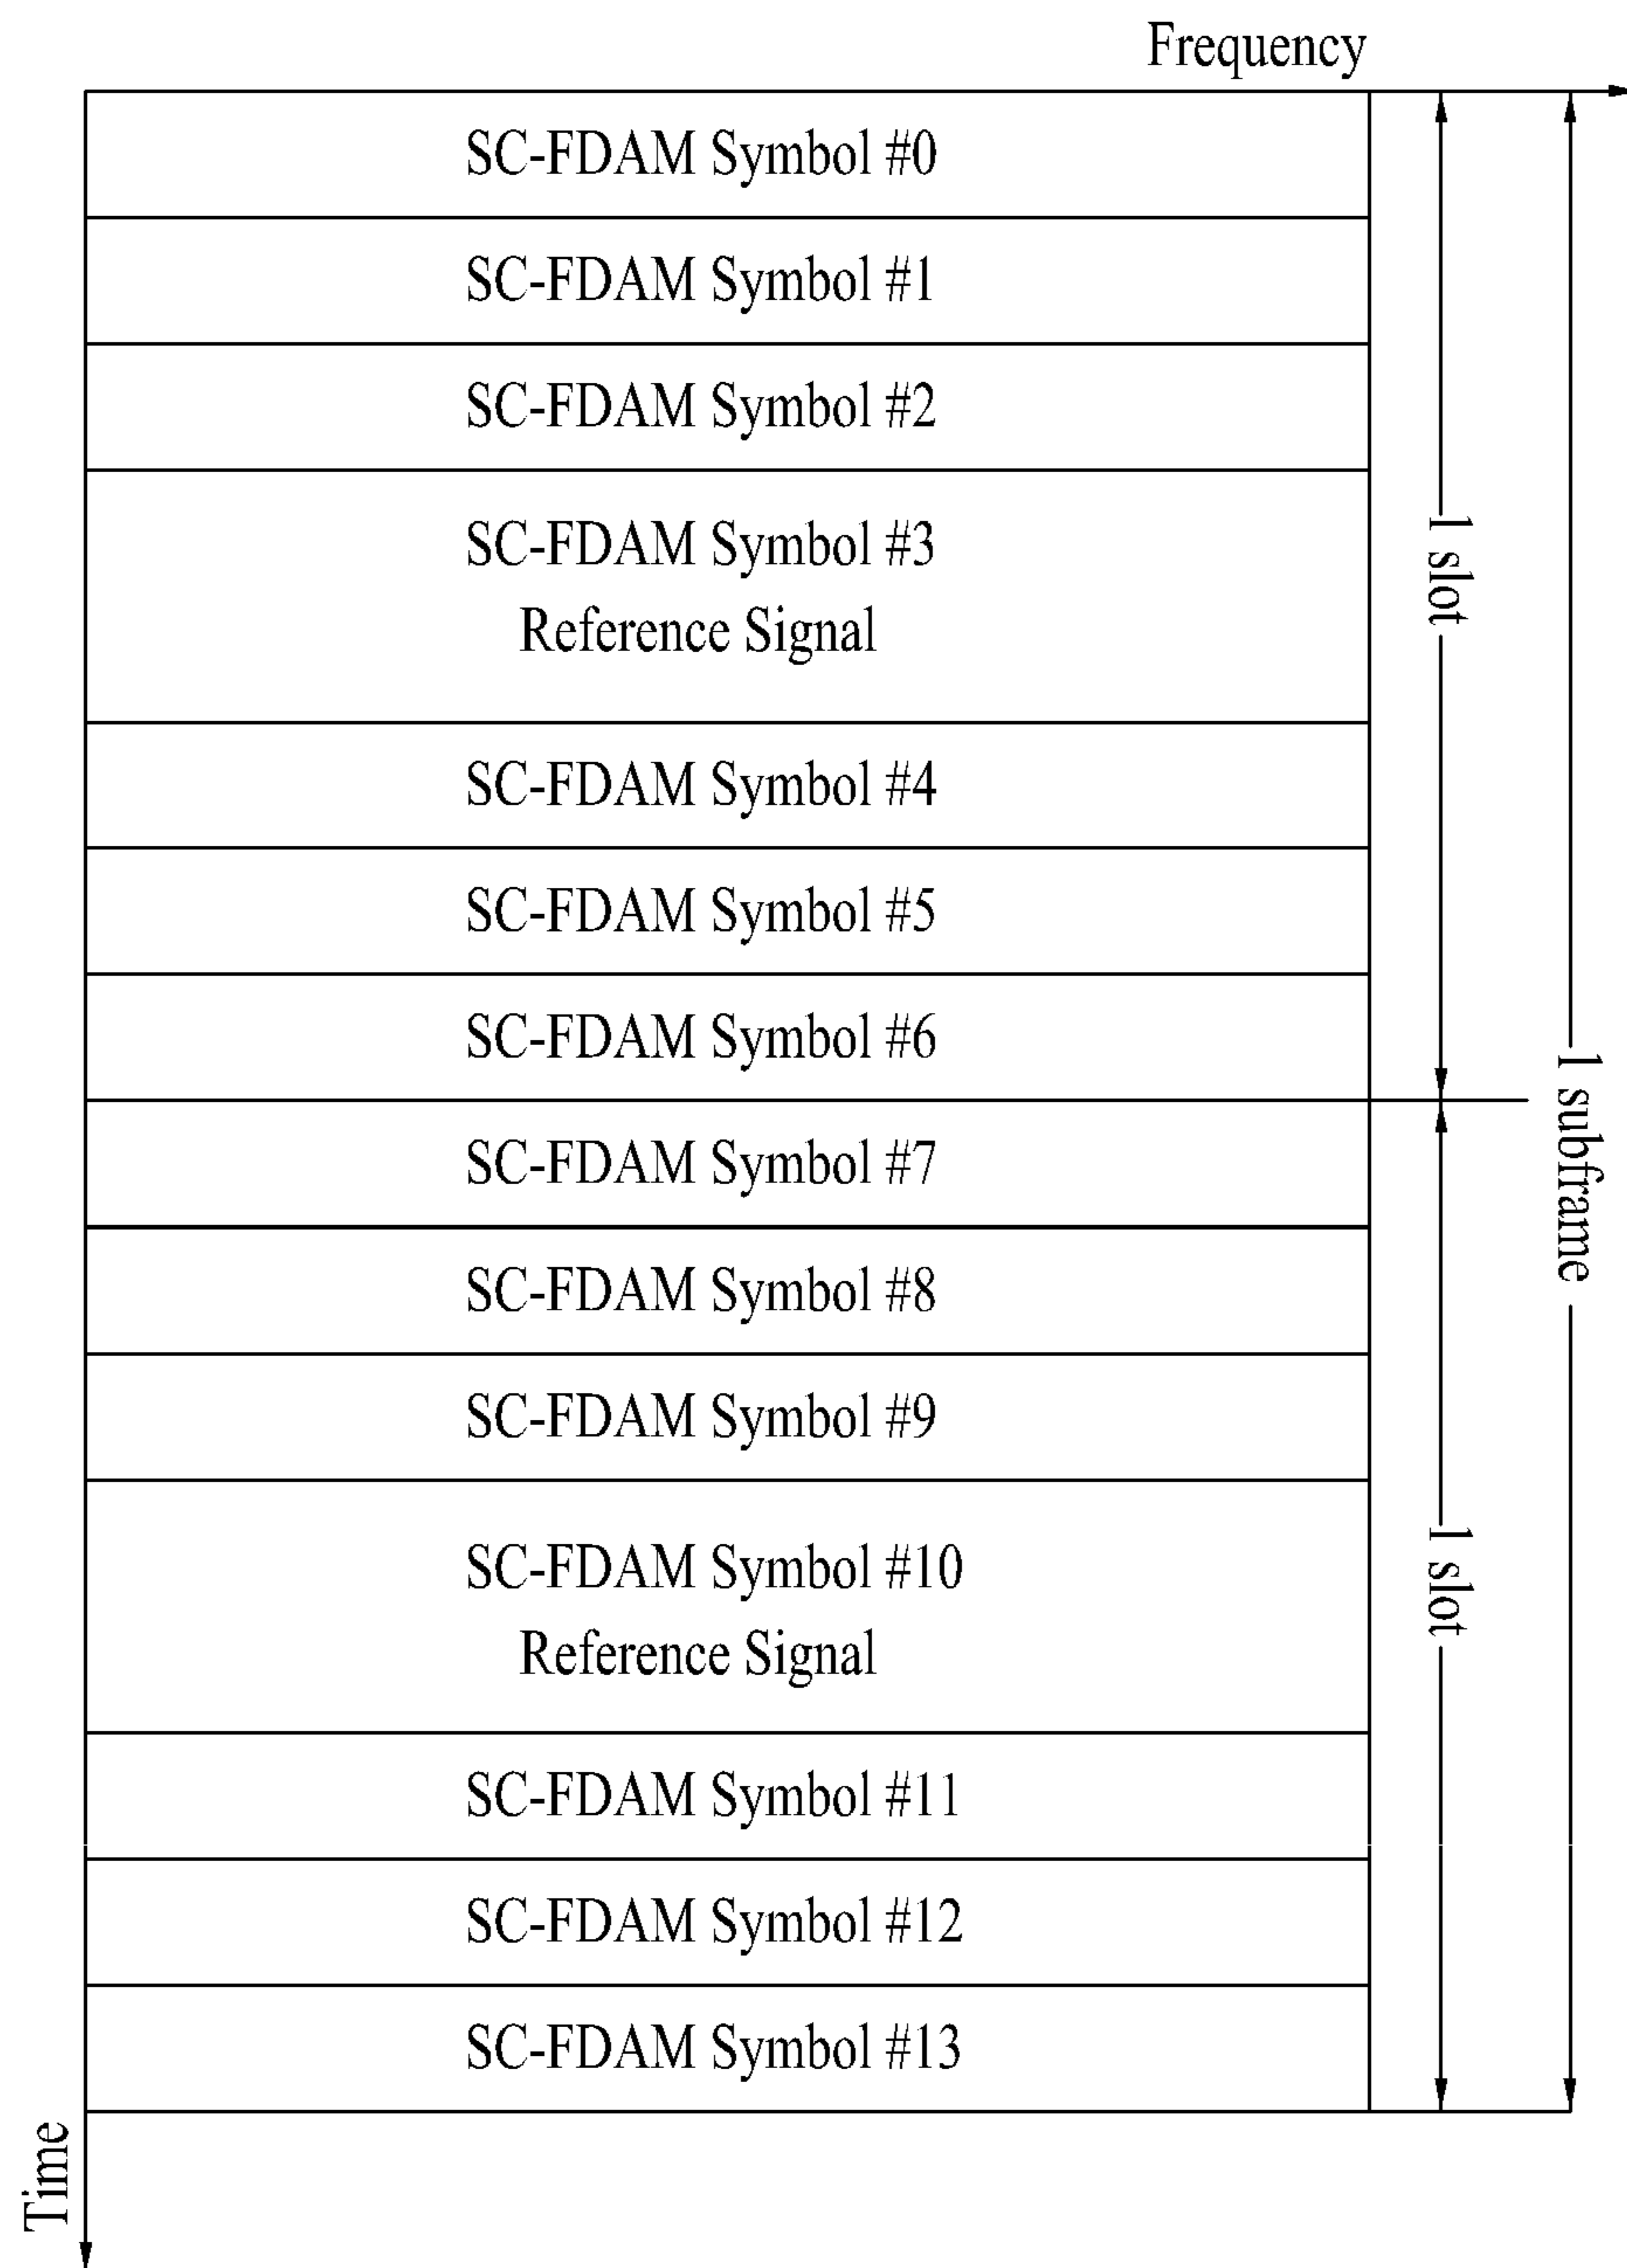 Frequency
SC-FDAM Symbol #0
SC-FDAM Symbol #1
SC-FDAM Symbol #2
SC-FDAM Symbol #3
Reference Signal
1 slot
SC-FDAM Symbol #4
SC-FDAM Symbol #5
SC-FDAM Symbol #6
1 subframe
SC-FDAM Symbol #7
SC-FDAM Symbol #8
SC-FDAM Symbol #9
SC-FDAM Symbol #10
Reference Signal
1 slot
SC-FDAM Symbol #11
SC-FDAM Symbol #12
SC-FDAM Symbol #13
Time